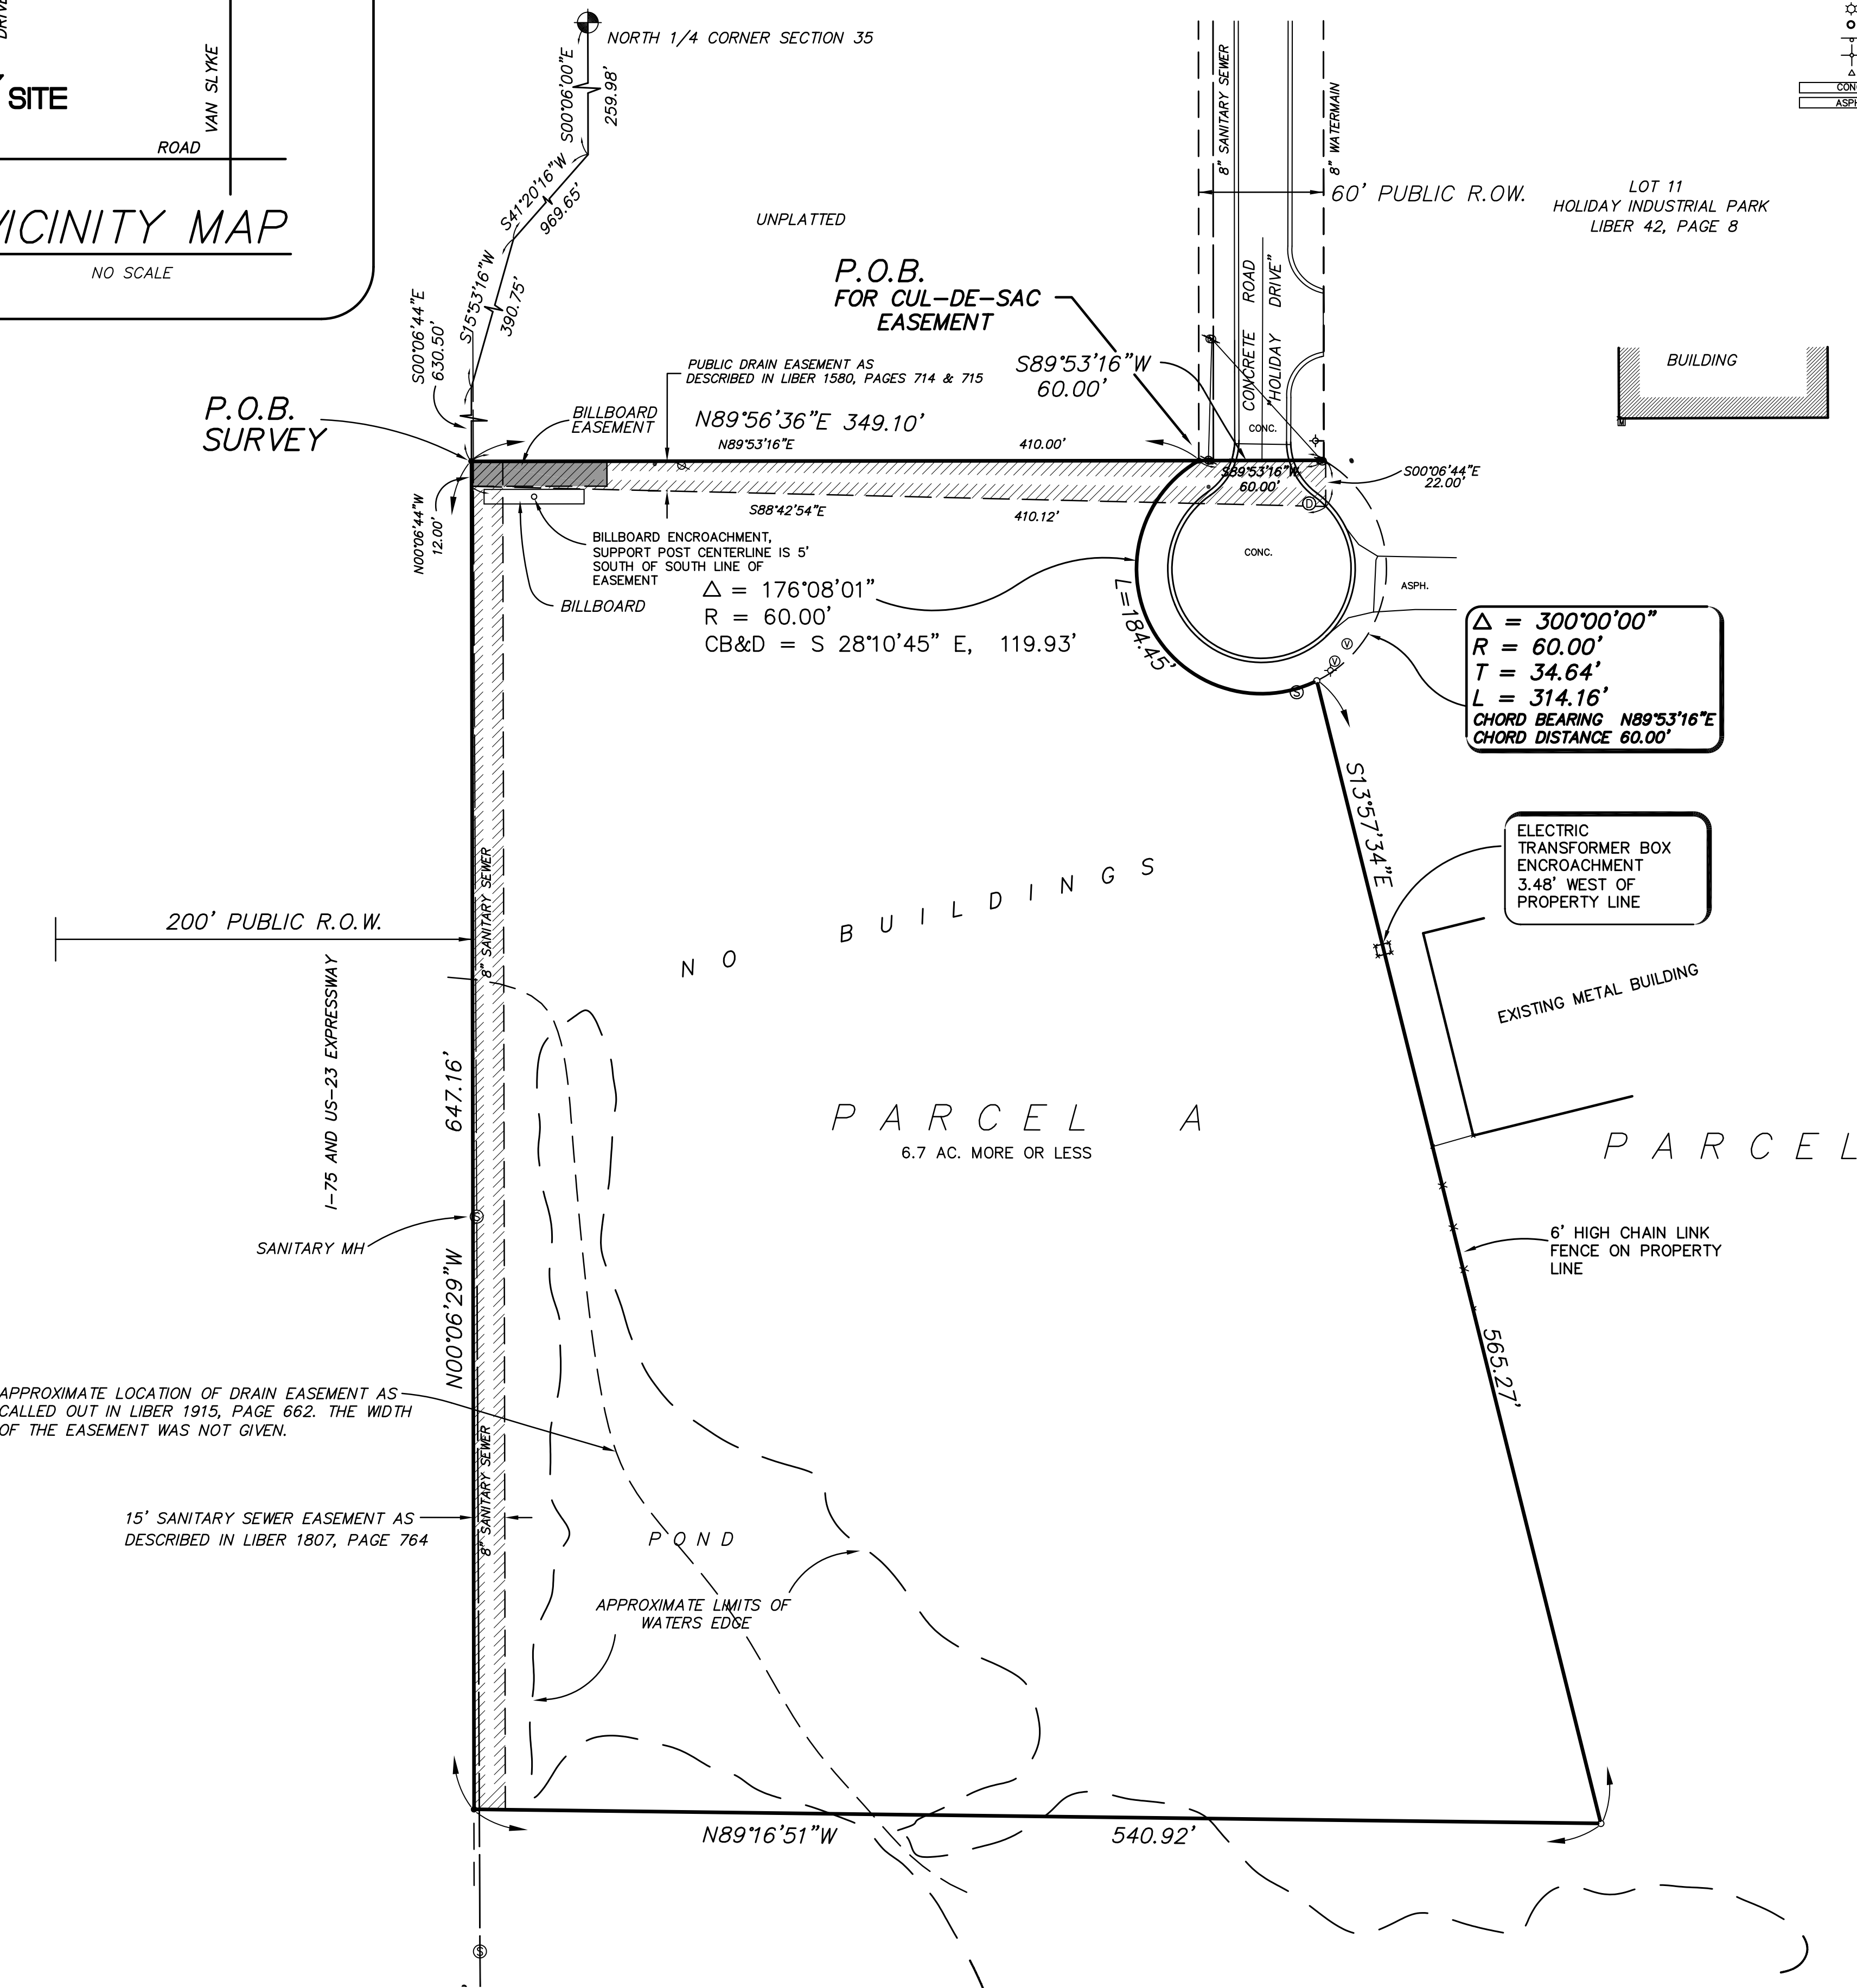 SITE
VAN SLYKE
ROAD
VICINITY MAP
NO SCALE
NORTH 1/4 CORNER SECTION 35
S00°06'00"E
259.98'
S41°20'16"W
969.65'
S15°53'16"W
390.75'
S00°06'44"E
630.50'
UNPLATTED
8" SANITARY SEWER
8" WATERMAIN
60' PUBLIC R.OW.
LOT 11
HOLIDAY INDUSTRIAL PARK
LIBER 42, PAGE 8
P.O.B.
FOR CUL-DE-SAC
EASEMENT
CONCRETE ROAD
"HOLIDAY DRIVE"
CONC.
BUILDING
P.O.B.
SURVEY
PUBLIC DRAIN EASEMENT AS
DESCRIBED IN LIBER 1580, PAGES 714 & 715
S89°53'16"W
60.00'
BILLBOARD
EASEMENT
N89°56'36"E 349.10'
N89°53'16"E
410.00'
S89°53'16"W
60.00'
S00°06'44"E
22.00'
N00°06'44"W
12.00'
S88°42'54"E
410.12'
D
BILLBOARD ENCROACHMENT,
SUPPORT POST CENTERLINE IS 5'
SOUTH OF SOUTH LINE OF
EASEMENT
BILLBOARD
CONC.
ASPH.
Δ = 176°08'01"
R = 60.00'
CB&D = S 28°10'45" E, 119.93'
L=184.45'
V
V
S
Δ = 300°00'00"
R = 60.00'
T = 34.64'
L = 314.16'
CHORD BEARING N89°53'16"E
CHORD DISTANCE 60.00'
S13°57'34"E
ELECTRIC
TRANSFORMER BOX
ENCROACHMENT
3.48' WEST OF
PROPERTY LINE
NO BUILDINGS
200' PUBLIC R.O.W.
8" SANITARY SEWER
I-75 AND US-23 EXPRESSWAY
EXISTING METAL BUILDING
647.16'
PARCEL A
6.7 AC. MORE OR LESS
PARCEL
S
SANITARY MH
N00°06'29"W
6' HIGH CHAIN LINK
FENCE ON PROPERTY
LINE
565.27'
APPROXIMATE LOCATION OF DRAIN EASEMENT AS
CALLED OUT IN LIBER 1915, PAGE 662. THE WIDTH
OF THE EASEMENT WAS NOT GIVEN.
8" SANITARY SEWER
15' SANITARY SEWER EASEMENT AS
DESCRIBED IN LIBER 1807, PAGE 764
POND
APPROXIMATE LIMITS OF
WATERS EDGE
N89°16'51"W
540.92'
S